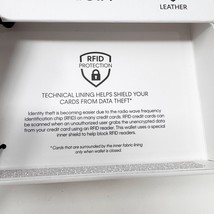 LEATHER
RFID
PROTECTION
TECHNICAL LINING HELPS SHIELD YOUR
CARDS FROM DATA THEFT*
Identity theft is becoming easier due to the radio wave frequency
identification chip (RFID) on many credit cards. RFID credit cards can
be scanned when an unauthorized user grabs the unencrypted data
from your credit card using an RFID reader. This wallet uses a special
inner shield to help block RFID readers.
* Cards that are surrounded by the inner fabric lining
only when wallet is closed.